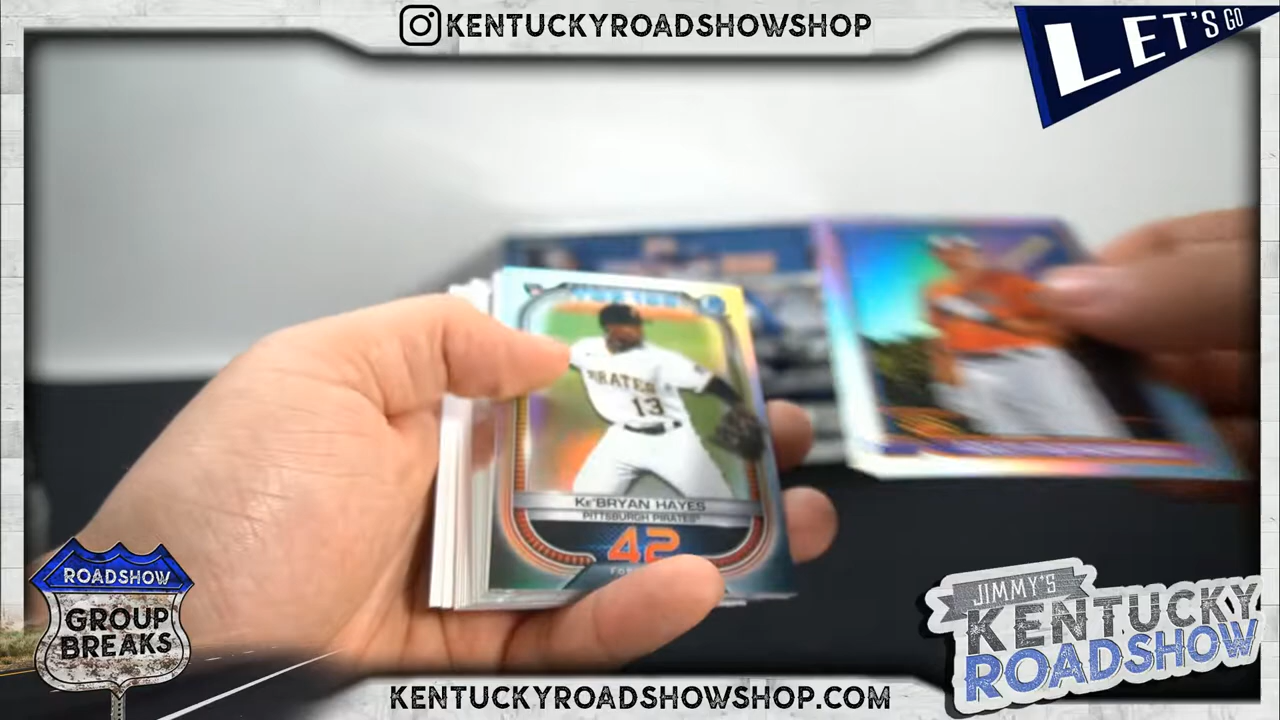 KENTUCKYROADSHOWSHOP
LET'S GO
PIRATES
13
KE'BRYAN HAYES
PITTSBURGH PIRATES
42
ROADSHOW
GROUP
BREAKS
JIMMY'S
KENTUCKY
ROADSHOW
KENTUCKYROADSHOWSHOP.COM